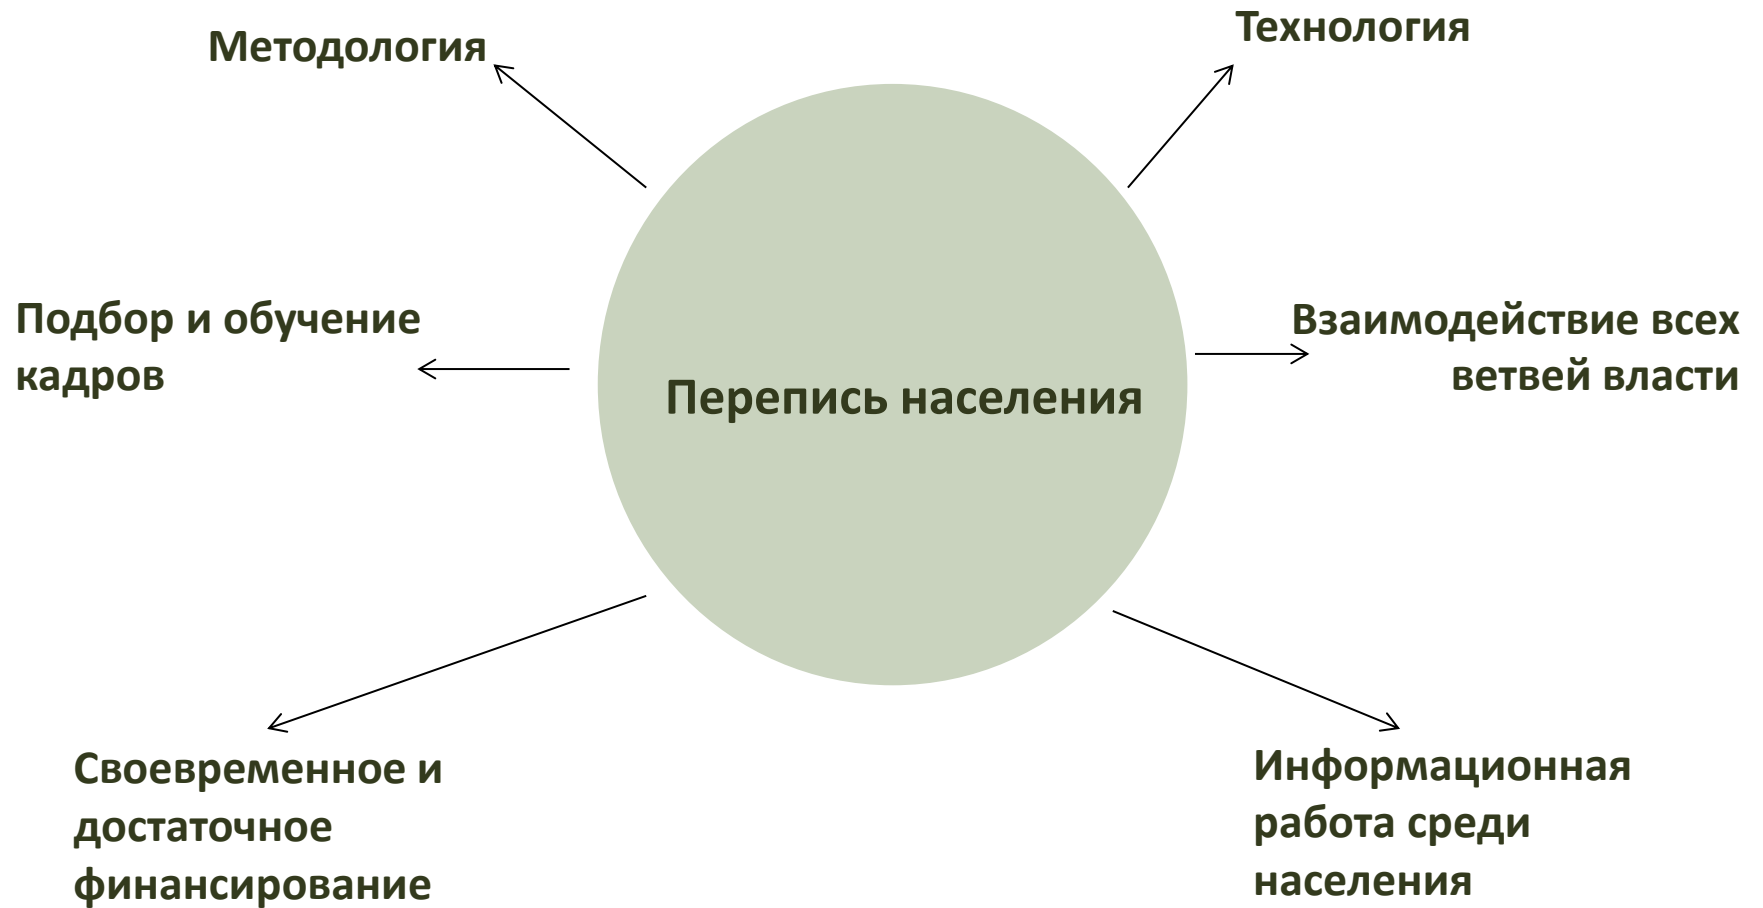 Методология
Технология
Подбор и обучение
кадров
Взаимодействие всех
ветвей власти
Перепись населения
Своевременное и
достаточное
финансирование
Информационная
работа среди
населения